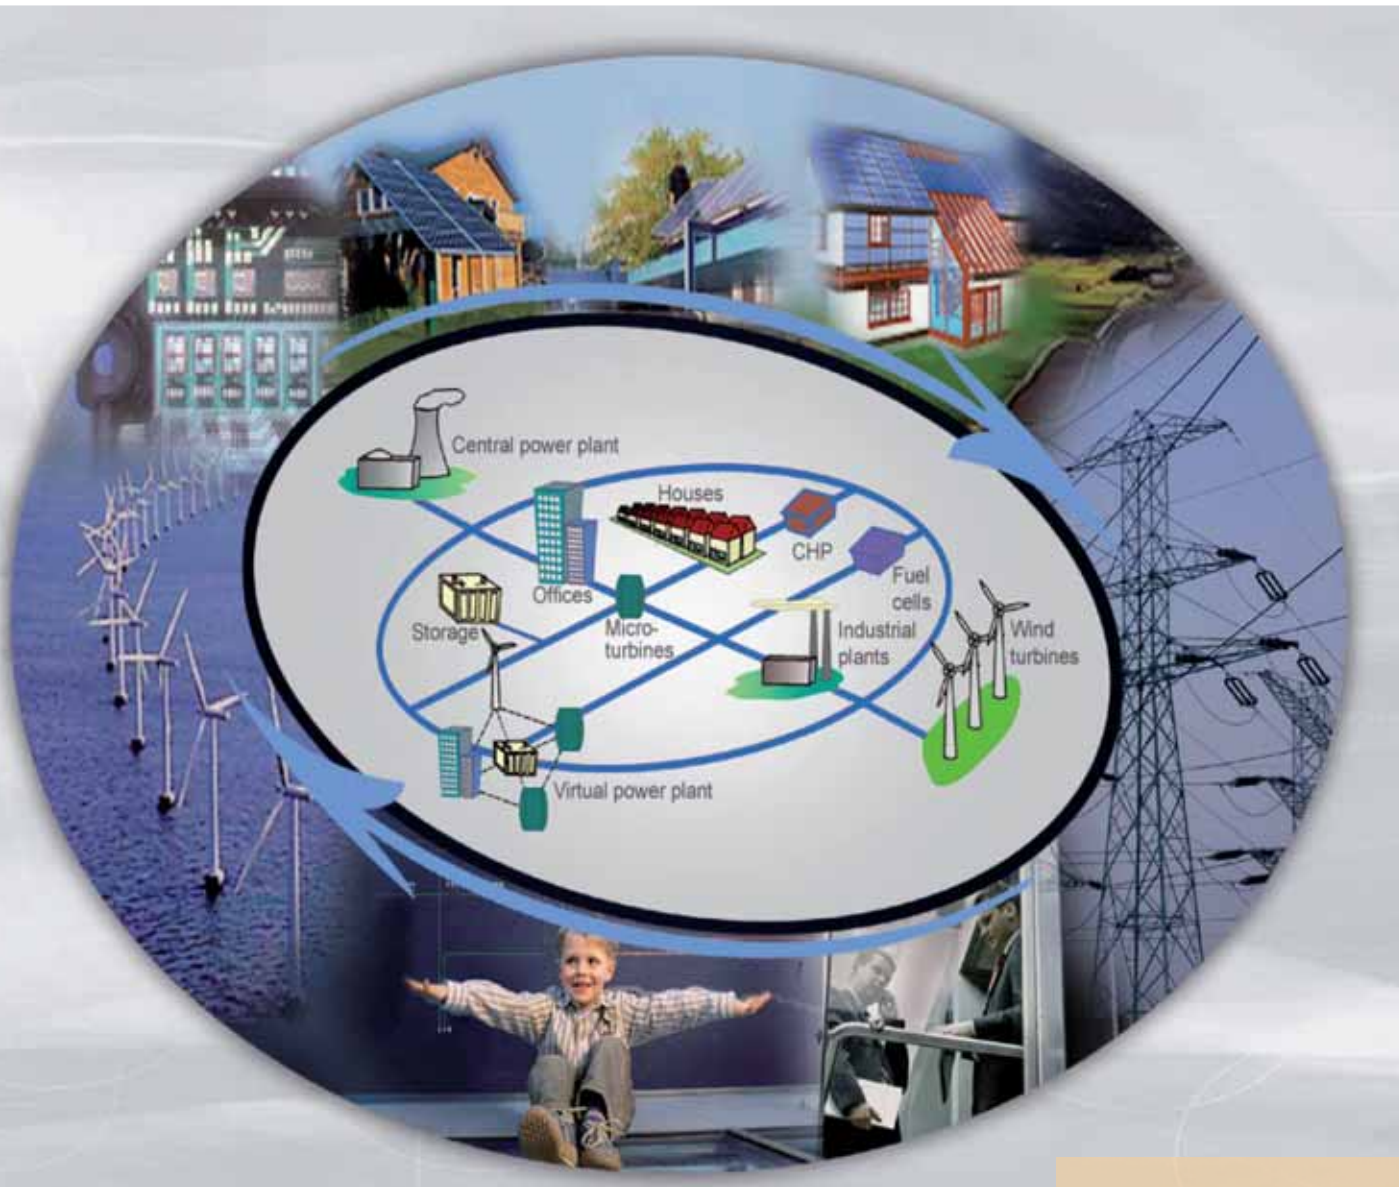 Central power plant
Houses
CHP
Fuel
cells
Offices
Storage
Micro-
turbines
Industrial
plants
Wind
turbines
Virtual power plant